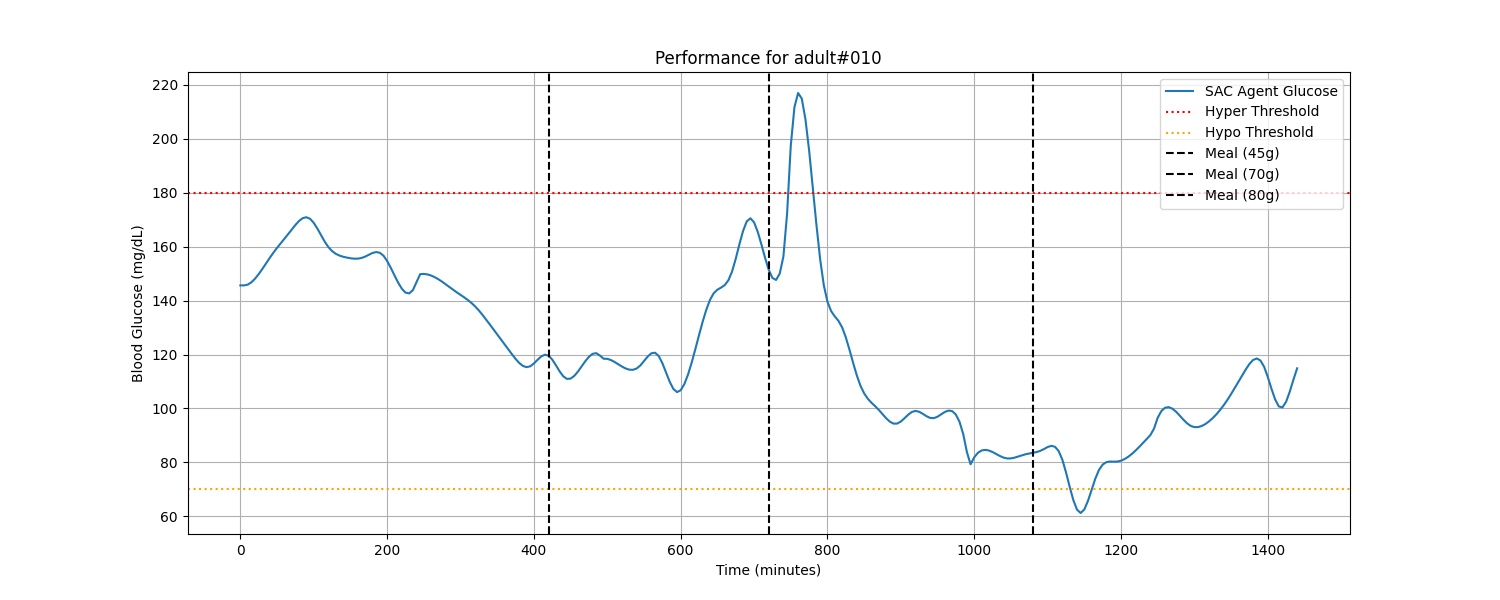 Performance for adult#010
SAC Agent Glucose
Hyper Threshold
Hypo Threshold
Meal (45g)
Meal (70g)
Meal (80g)
Blood Glucose (mg/dL)
220
200
180
160
140
120
100
80
60
0 200 400 600 800 1000 1200 1400
Time (minutes)